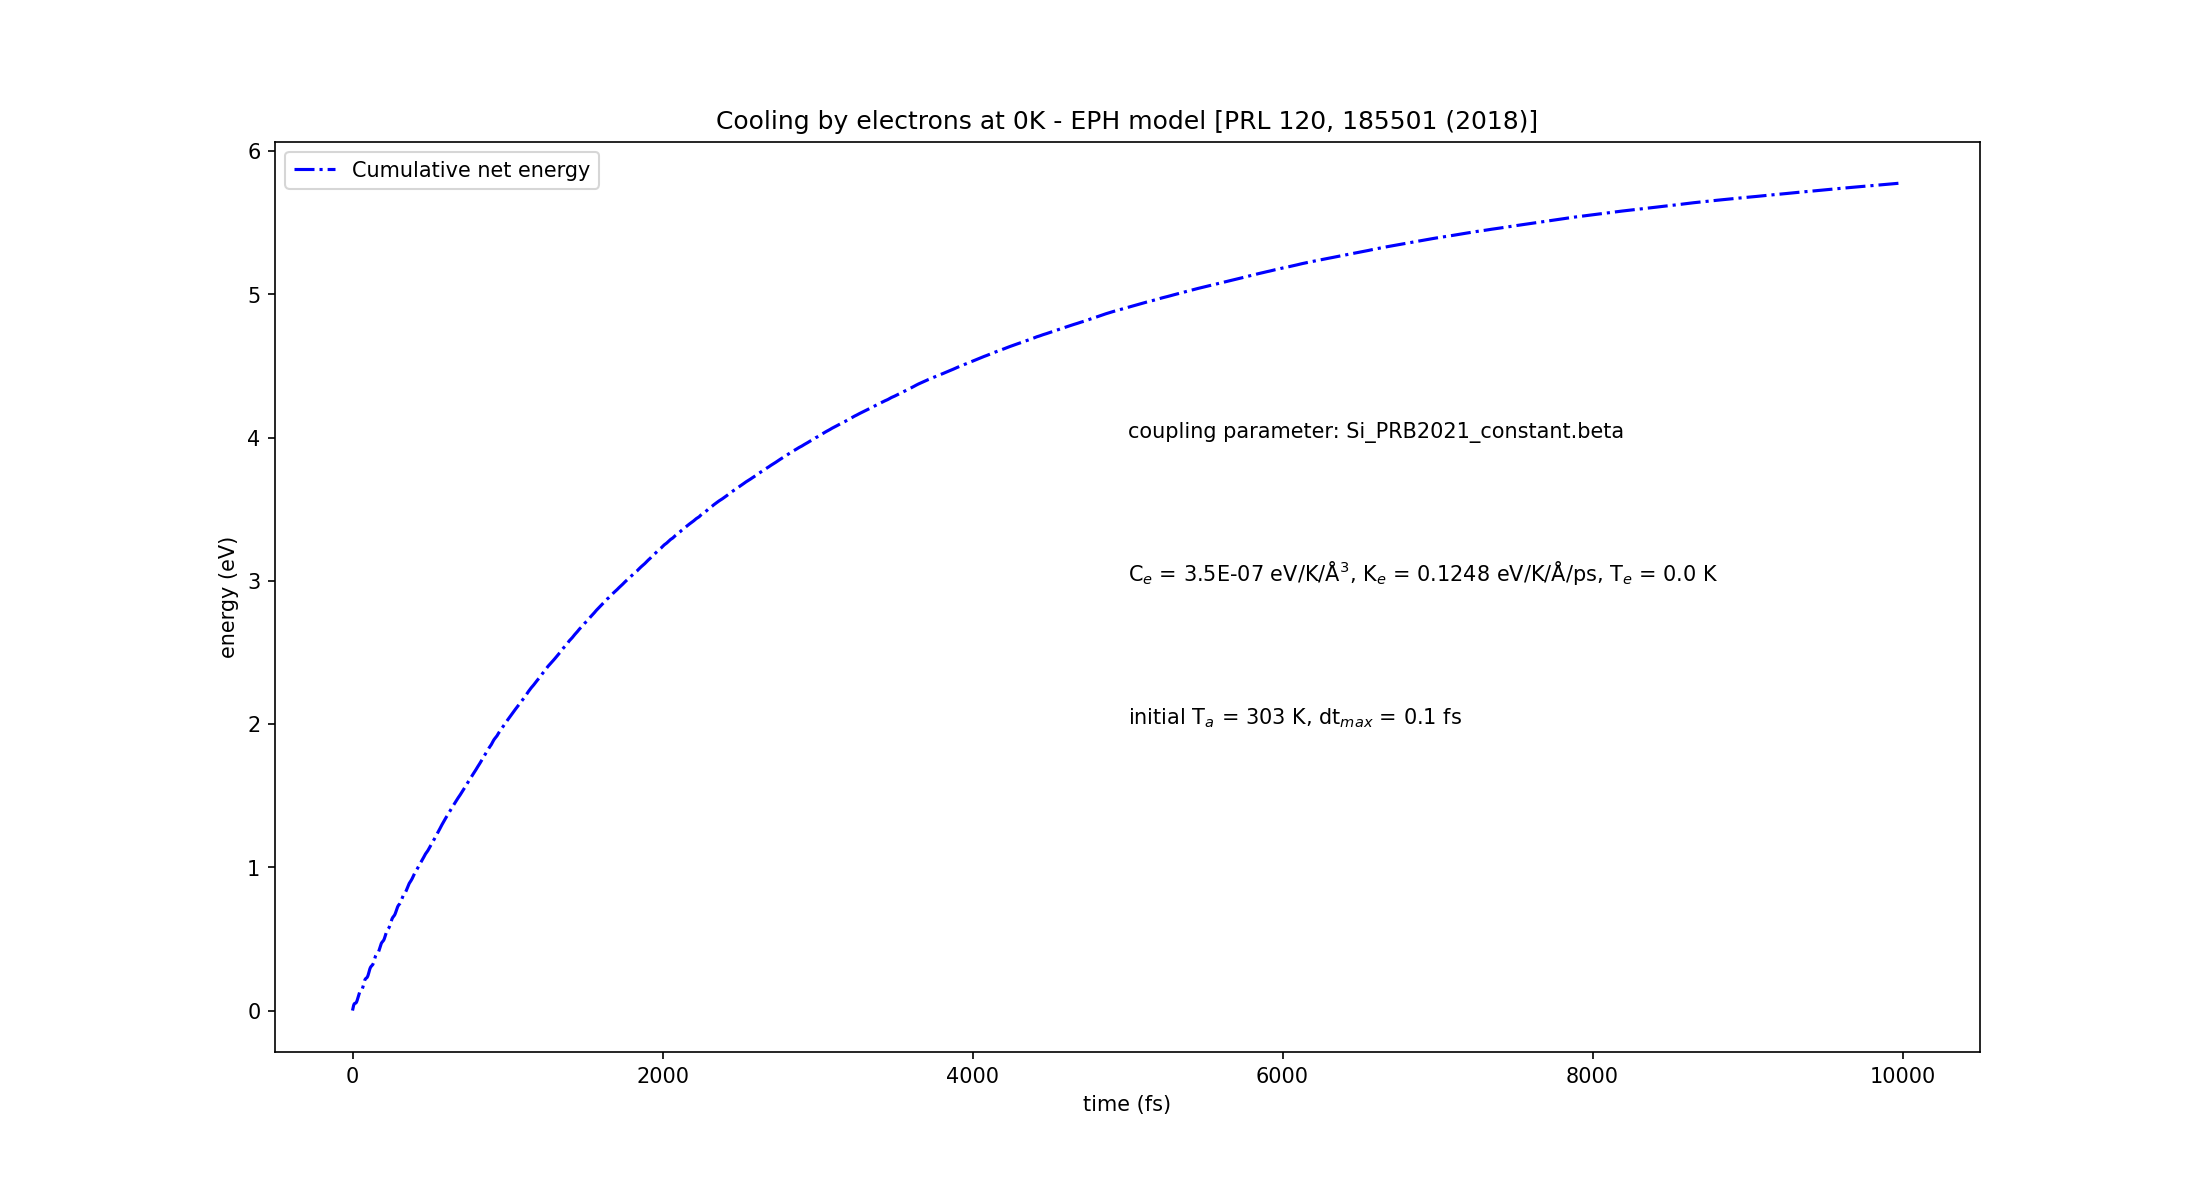 Cooling by electrons at 0K - EPH model [PRL 120, 185501 (2018)]
Cumulative net energy
6
5
4
3
2
1
0
energy (eV)
coupling parameter: Si_PRB2021_constant.beta
Cₑ = 3.5E-07 eV/K/Å³, Kₑ = 0.1248 eV/K/Å/ps, Tₑ = 0.0 K
initial Tₐ = 303 K, dtₘₐₓ = 0.1 fs
0 2000 4000 6000 8000 10000
time (fs)